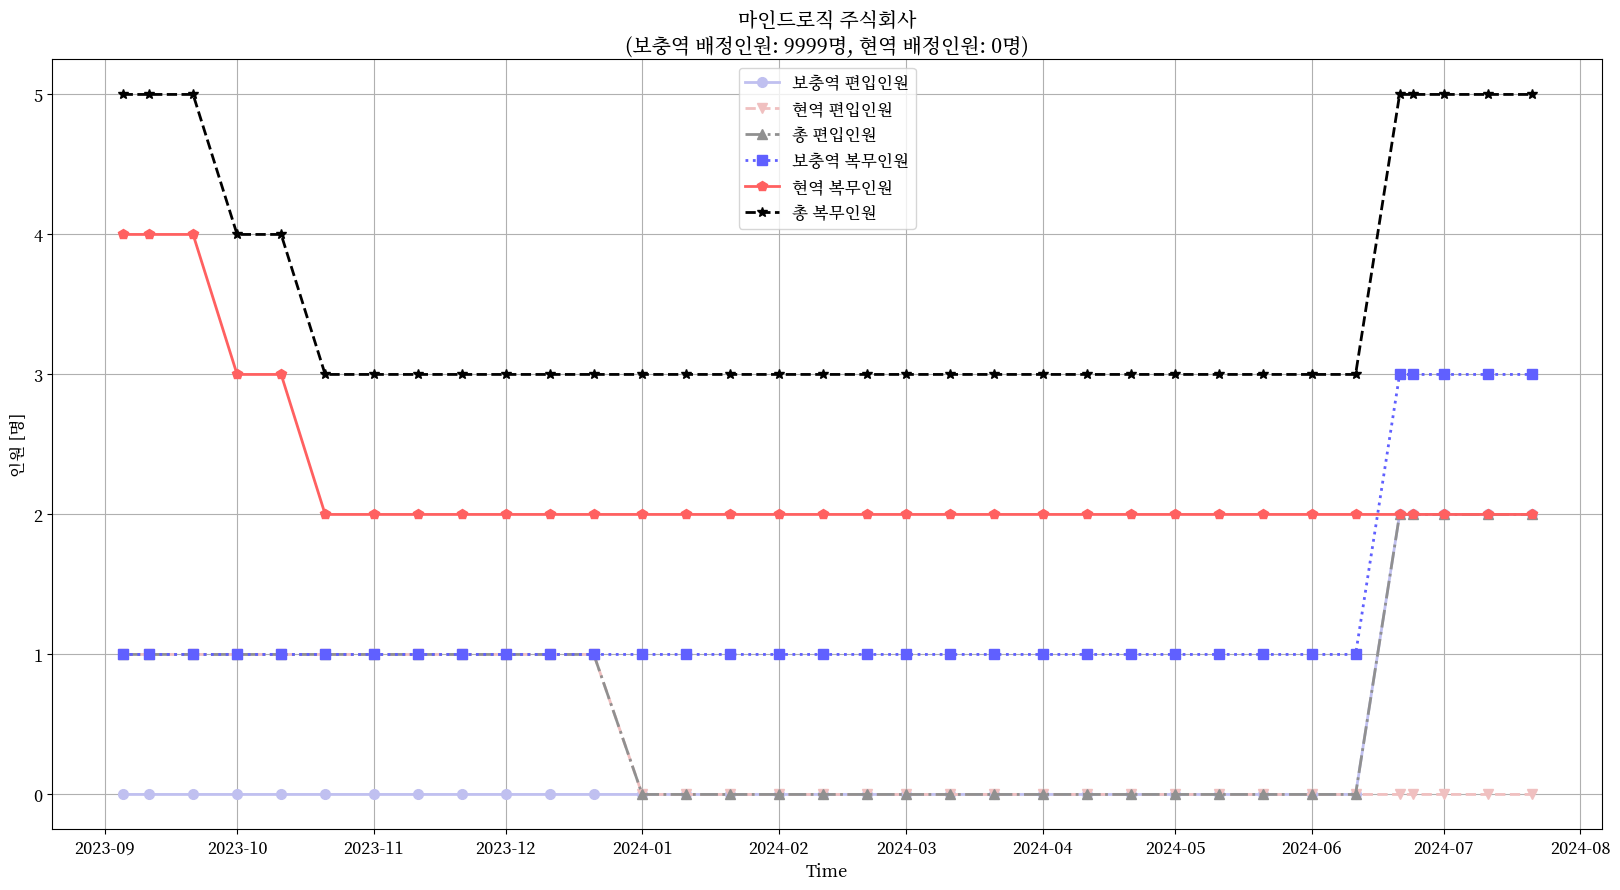 마인드로직 주식회사
(보충역 배정인원: 9999명, 현역 배정인원: 0명)
보충역 편입인원
현역 편입인원
총 편입인원
보충역 복무인원
현역 복무인원
총 복무인원
인원 [명]
5
4
3
2
1
0
2023-09 2023-10 2023-11 2023-12 2024-01 2024-02 2024-03 2024-04 2024-05 2024-06 2024-07 2024-08
Time